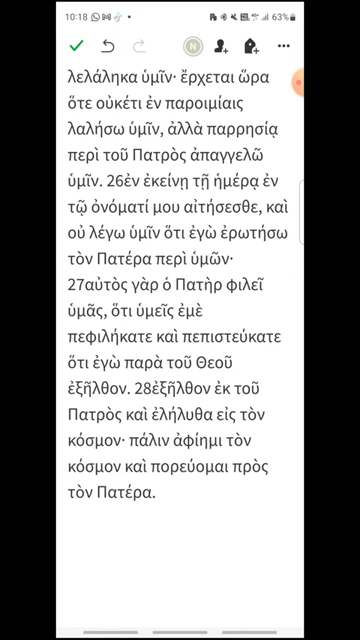 10:18
63%
N
λελάληκα ὑμῖν· ἔρχεται ὥρα
ὅτε οὐκέτι ἐν παροιμίαις
λαλήσω ὑμῖν, ἀλλὰ παρρησίᾳ
περὶ τοῦ Πατρὸς ἀπαγγελῶ
ὑμῖν. 26ἐν ἐκείνῃ τῇ ἡμέρᾳ ἐν
τῷ ὀνόματί μου αἰτήσεσθε, καὶ
οὐ λέγω ὑμῖν ὅτι ἐγὼ ἐρωτήσω
τὸν Πατέρα περὶ ὑμῶν·
27αὐτὸς γὰρ ὁ Πατὴρ φιλεῖ
ὑμᾶς, ὅτι ὑμεῖς ἐμὲ
πεφιλήκατε καὶ πεπιστεύκατε
ὅτι ἐγὼ παρὰ τοῦ Θεοῦ
ἐξῆλθον. 28ἐξῆλθον ἐκ τοῦ
Πατρὸς καὶ ἐλήλυθα εἰς τὸν
κόσμον· πάλιν ἀφίημι τὸν
κόσμον καὶ πορεύομαι πρὸς
τὸν Πατέρα.